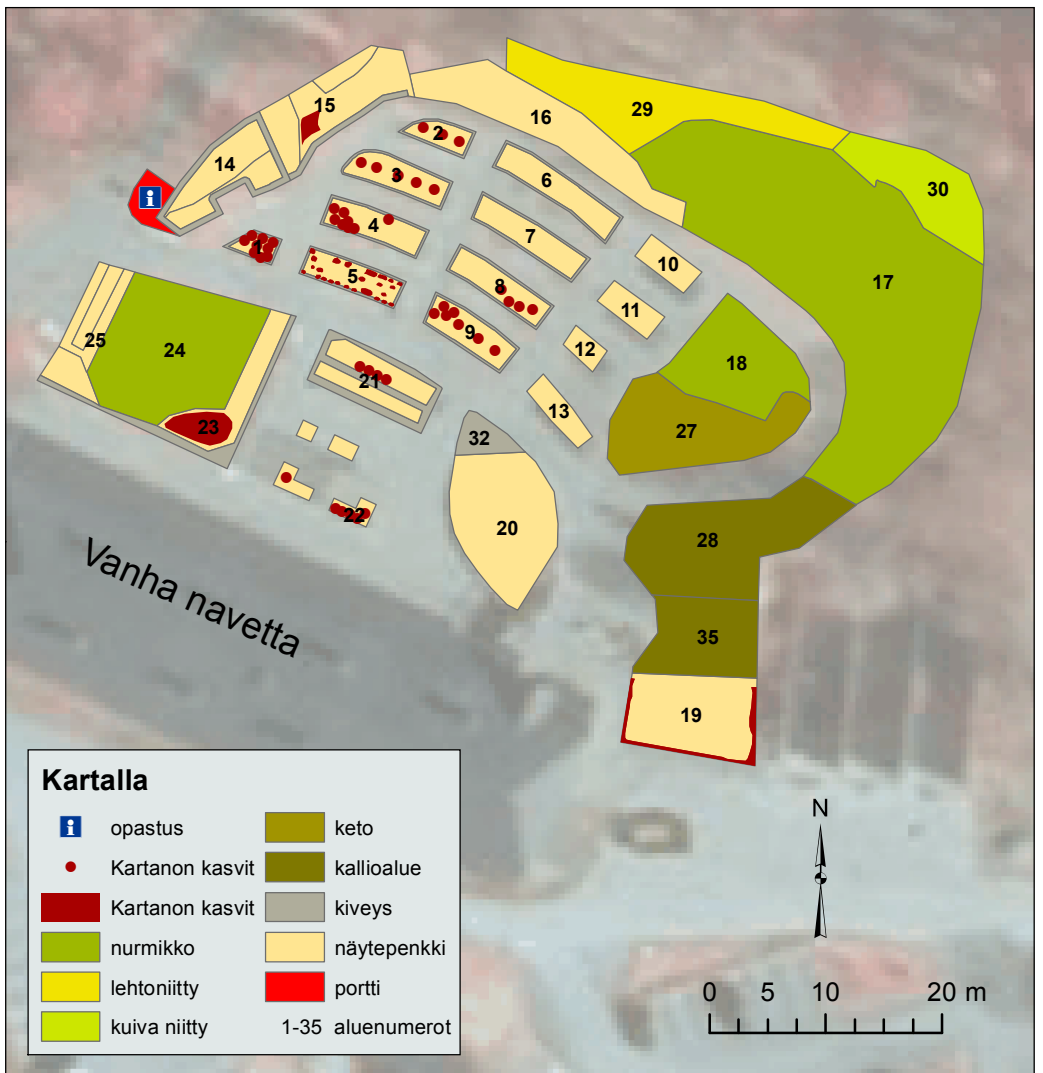 29
15
16
2
14
3
6
30
i
4
7
10
1
5
8
17
11
9
25
24
12
18
21
13
23
32
27
22
20
28
Vanha navetta
35
19
Kartalla
i opastus
Kartanon kasvit
Kartanon kasvit
nurmikko
lehtoniitty
kuiva niitty
keto
kallioalue
kiveys
näytepenkki
portti
1-35 aluenumerot
N
0 5 10 20 m